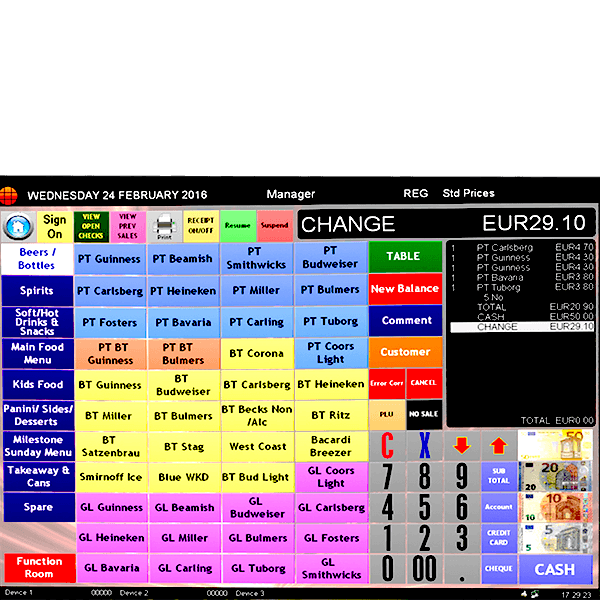 WEDNESDAY 24 FEBRUARY 2016 Manager REG Std Prices
Sign On
VIEW OPEN CHECKS
VIEW PREV SALES
Print
RECEIPT ON/OFF
Resume
Suspend
CHANGE EUR29.10
Beers / Bottles
PT Guinness
PT Beamish
PT Smithwicks
PT Budweiser
TABLE
Spirits
PT Carlsberg
PT Heineken
PT Miller
PT Bulmers
New Balance
Soft/Hot Drinks & Snacks
PT Fosters
PT Bavaria
PT Carling
PT Tuborg
Comment
Main Food Menu
PT BT Guinness
PT BT Bulmers
BT Corona
PT Coors Light
Customer
Kids Food
BT Guinness
BT Budweiser
BT Carlsberg
BT Heineken
Error Corr
CANCEL
Panini/ Sides/ Desserts
BT Miller
BT Bulmers
BT Becks Non /Alc
BT Ritz
PLU
NO SALE
Milestone Sunday Menu
BT Satzenbrau
BT Stag
West Coast
Bacardi Breezer
C X
Takeaway & Cans
Smirnoff Ice
Blue WKD
BT Bud Light
GL Coors Light
7 8 9
SUB TOTAL
Spare
GL Guinness
GL Beamish
GL Budweiser
GL Carlsberg
4 5 6
Account
GL Heineken
GL Miller
GL Bulmers
GL Fosters
1 2 3
CREDIT CARD
Function Room
GL Bavaria
GL Carling
GL Tuborg
GL Smithwicks
0 00 .
CHEQUE
CASH
1 PT Carlsberg EUR4.70
1 PT Guinness EUR4.30
1 PT Guinness EUR4.30
1 PT Bavaria EUR3.80
1 PT Tuborg EUR3.80
5 No
TOTAL EUR20.90
CASH EUR50.00
CHANGE EUR29.10
TOTAL EUR0.00
50
20
20
10
10
5
5
Device 1 00000 Device 2 00000 Device 3 17:29:23